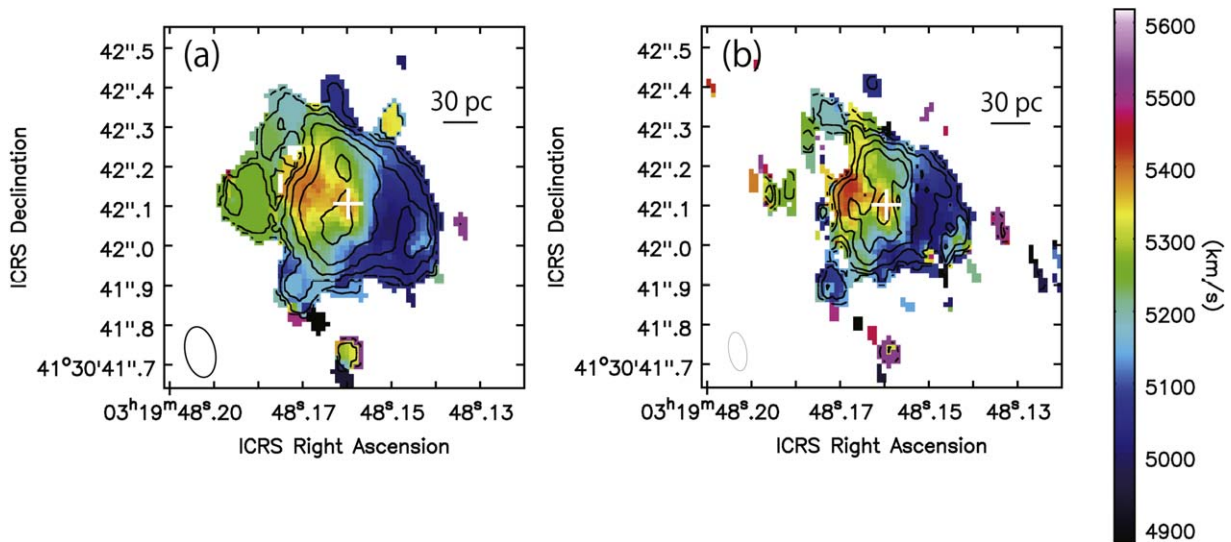 (a)
30 pc
42".5
42".4
42".3
42".2
42".1
42".0
41".9
41".8
41°30'41".7
ICRS Declination
03ʰ19ᵐ48ˢ.20
48ˢ.17
48ˢ.15
48ˢ.13
ICRS Right Ascension
(b)
30 pc
42".5
42".4
42".3
42".2
42".1
42".0
41".9
41".8
41°30'41".7
ICRS Declination
03ʰ19ᵐ48ˢ.20
48ˢ.17
48ˢ.15
48ˢ.13
ICRS Right Ascension
5600
5500
5400
5300
5200
5100
5000
4900
(km/s)